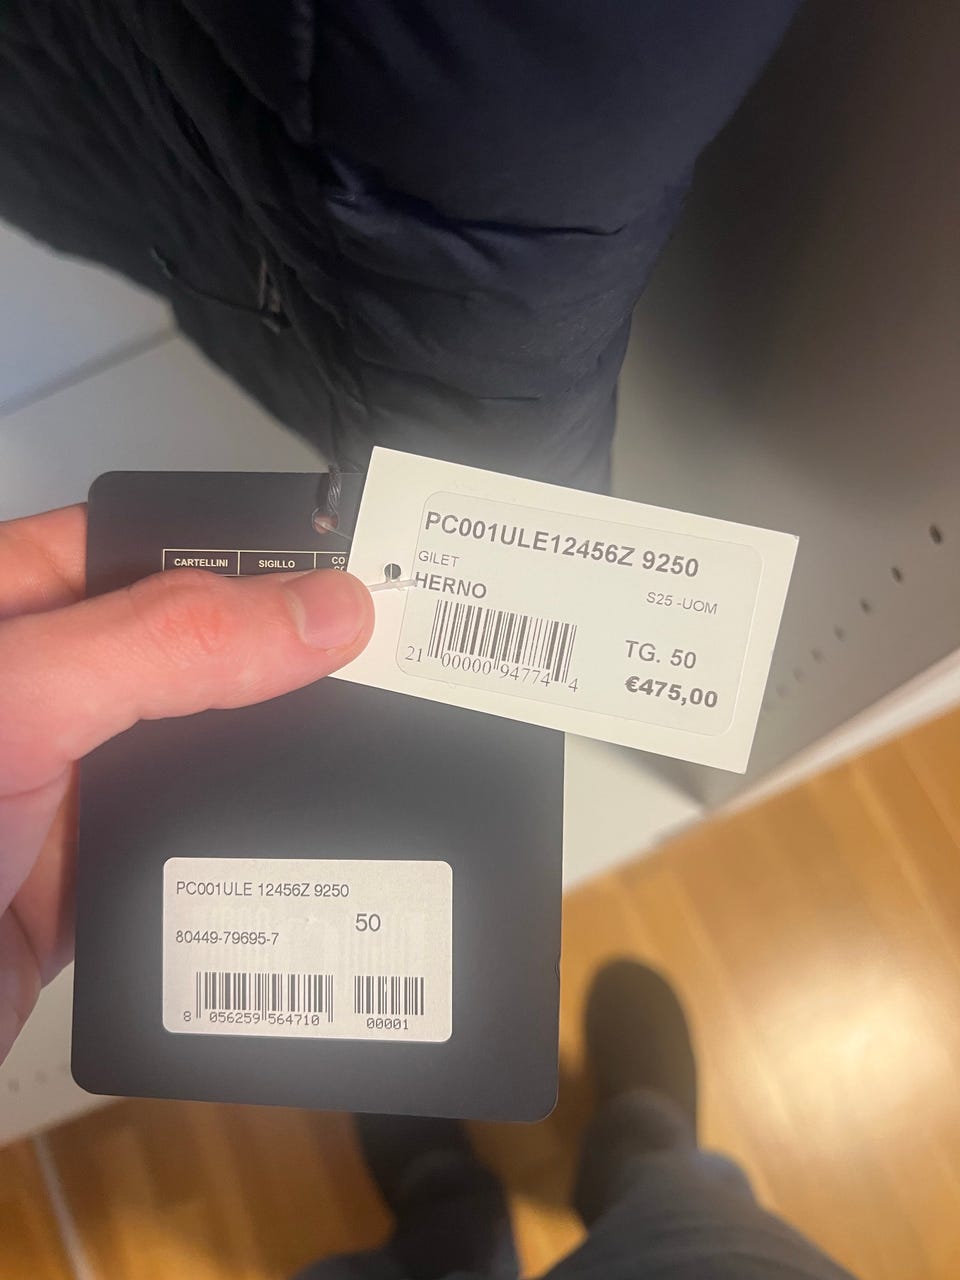 CARTELLINI SIGILLO CO
PC001ULE12456Z 9250
GILET
HERNO
S25 -UOM
TG. 50
€475,00
21 00000 94774 4
PC001ULE 12456Z 9250
50
80449-79695-7
8 056259 564710
00001